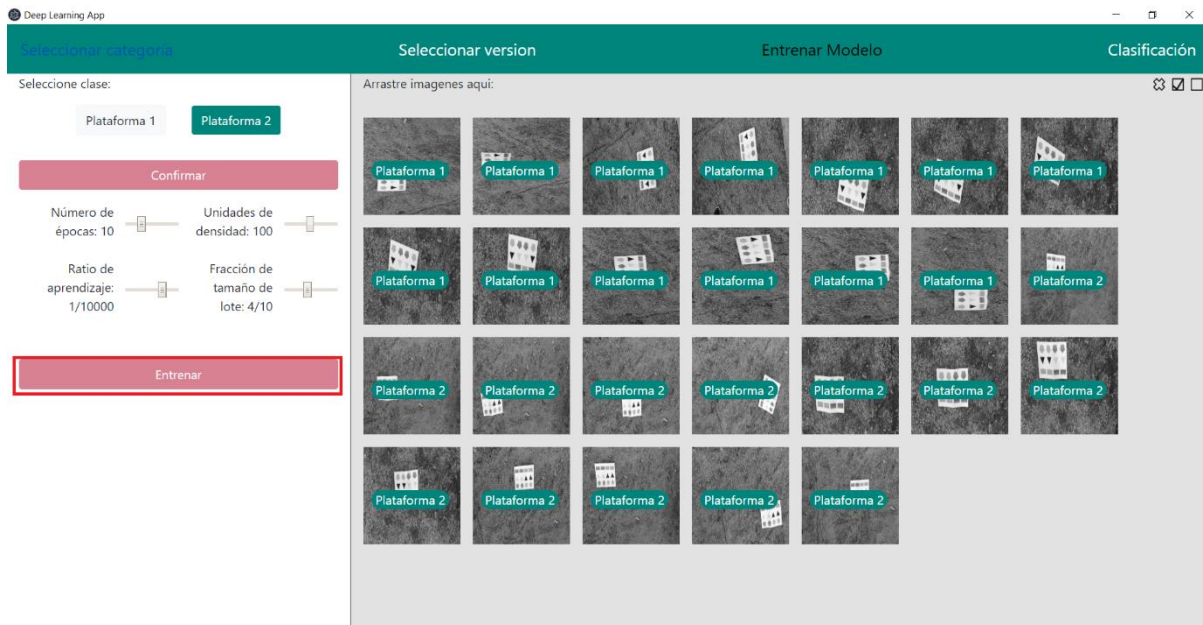 Deep Learning App
Seleccionar categoría
Seleccionar version
Entrenar Modelo
Clasificación
Seleccione clase:
Plataforma 1
Plataforma 2
Confirmar
Número de
épocas: 10
Unidades de
densidad: 100
Ratio de
aprendizaje:
1/10000
Fracción de
tamaño de
lote: 4/10
Entrenar
Arrastre imagenes aqui:
Plataforma 1 Plataforma 1 Plataforma 1 Plataforma 1 Plataforma 1 Plataforma 1 Plataforma 1
Plataforma 1 Plataforma 1 Plataforma 1 Plataforma 1 Plataforma 1 Plataforma 1 Plataforma 2
Plataforma 2 Plataforma 2 Plataforma 2 Plataforma 2 Plataforma 2 Plataforma 2 Plataforma 2
Plataforma 2 Plataforma 2 Plataforma 2 Plataforma 2 Plataforma 2